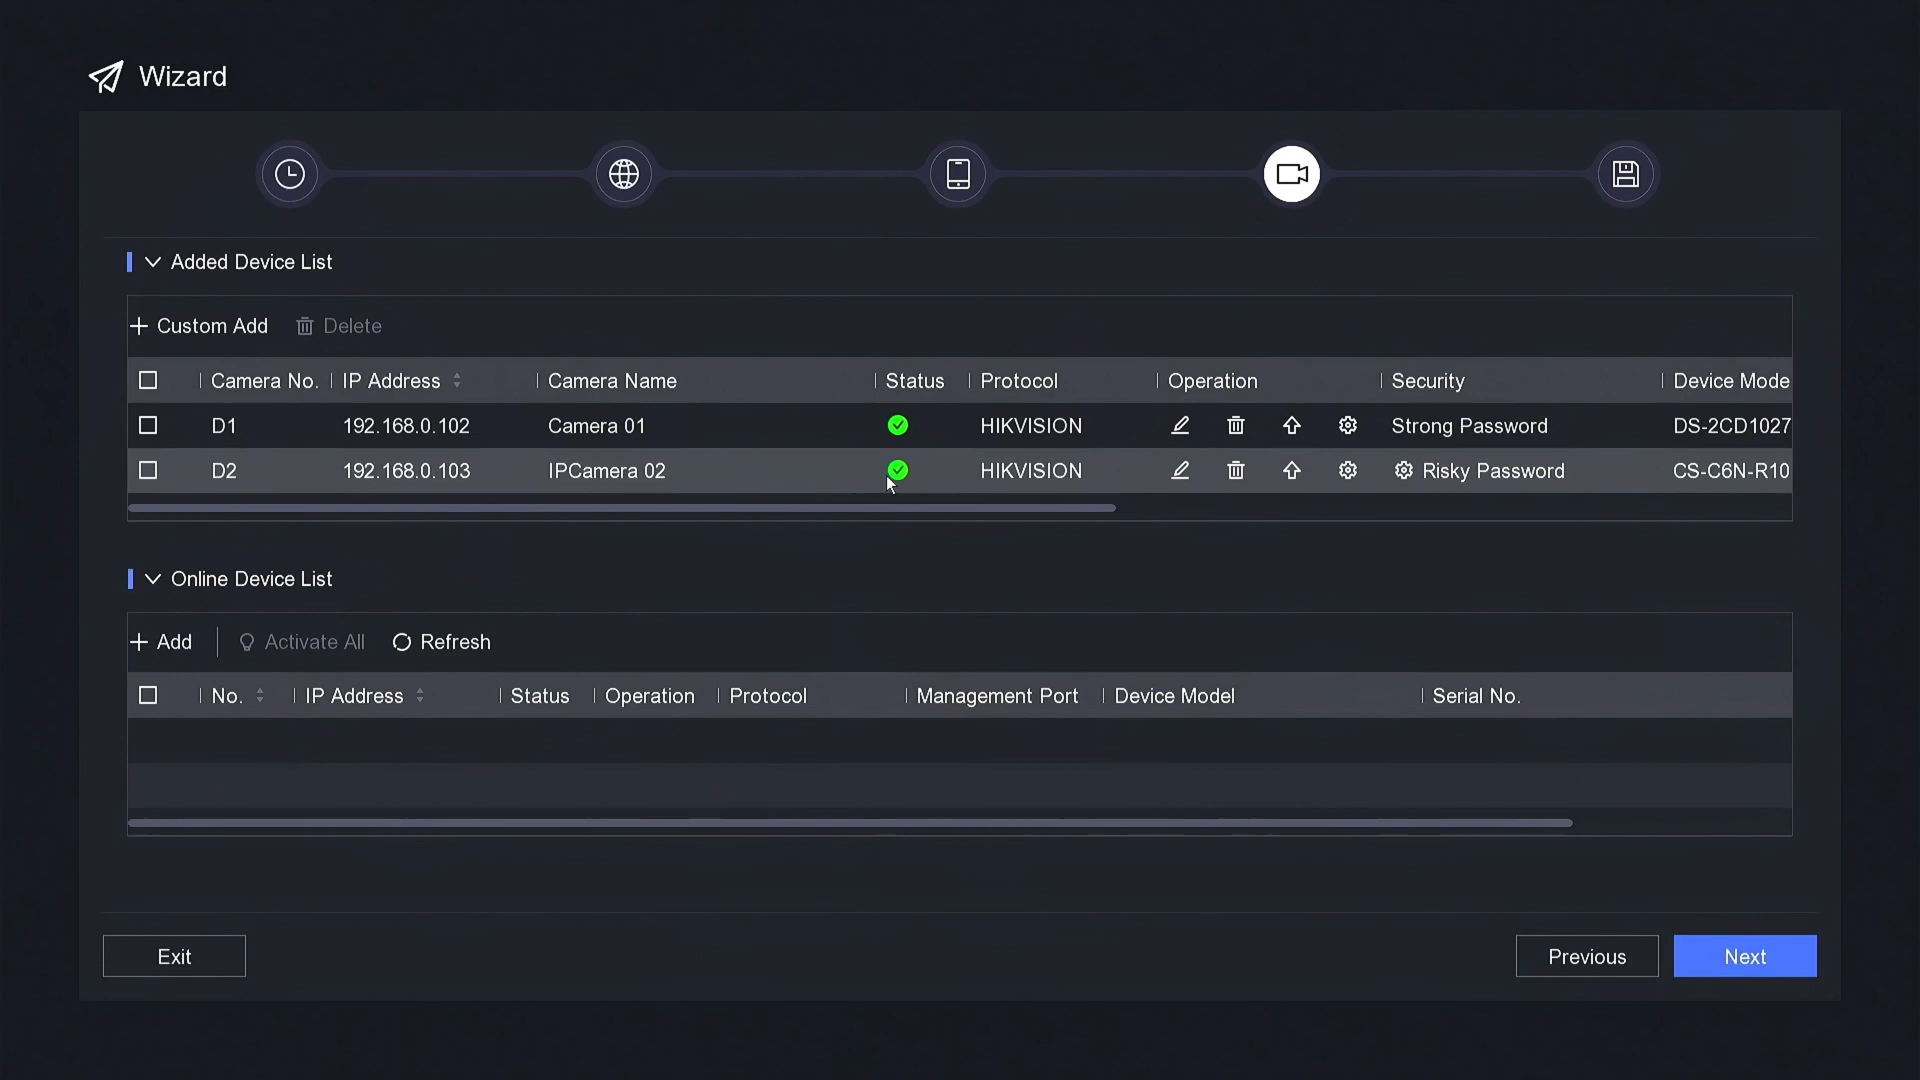 Wizard
Added Device List
Custom Add Delete
Camera No. IP Address Camera Name Status Protocol Operation Security Device Mode
D1 192.168.0.102 Camera 01 HIKVISION Strong Password DS-2CD1027
D2 192.168.0.103 IPCamera 02 HIKVISION Risky Password CS-C6N-R10
Online Device List
Add Activate All Refresh
No. IP Address Status Operation Protocol Management Port Device Model Serial No.
Exit Previous Next